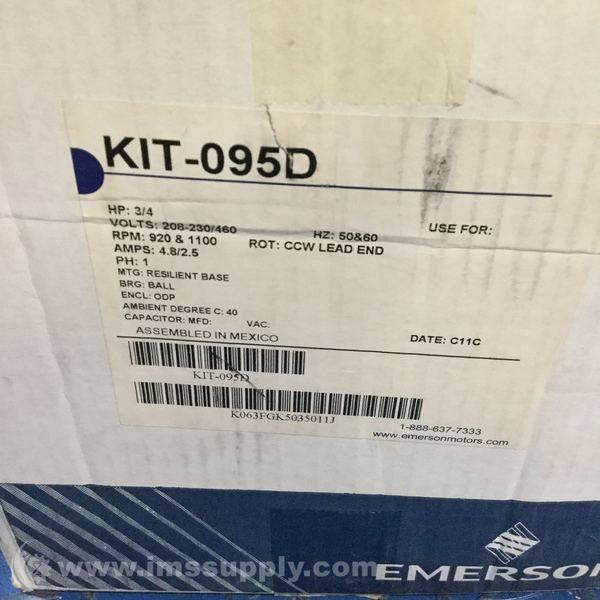 KIT-095D
HP: 3/4
VOLTS: 208-230/460 HZ: 50&60 USE FOR:
RPM: 920 & 1100 ROT: CCW LEAD END
AMPS: 4.8/2.5
PH: 1
MTG: RESILIENT BASE
BRG: BALL
ENCL: ODP
AMBIENT DEGREE C: 40
CAPACITOR: MFD: VAC:
ASSEMBLED IN MEXICO DATE: C11C
KIT-095D
K063FGK5035011J
1-888-637-7333
www.emersonmotors.com
www.imssupply.com
EMERSON